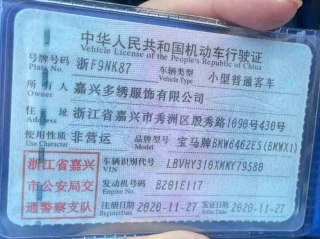 中华人民共和国机动车行驶证
Vehicle License of the People's Republic of China
号牌号码 浙F9NK87 车辆类型 小型普通客车
Plate No. Vehicle Type
所有人 嘉兴多绣服饰有限公司
Owner
住址 浙江省嘉兴市秀洲区殷秀路1090号430号
Address
使用性质 非营运 品牌型号 宝马牌BMW6462ES(BMWX1)
Use Character Model
浙江省嘉兴
市公安局交
通警察支队
车辆识别代号 LBVHY310XMMY79580
VIN
发动机号码 B201E117
Engine No.
注册日期 2020-11-27 发证日期 2020-11-27
Register Date Issue Date